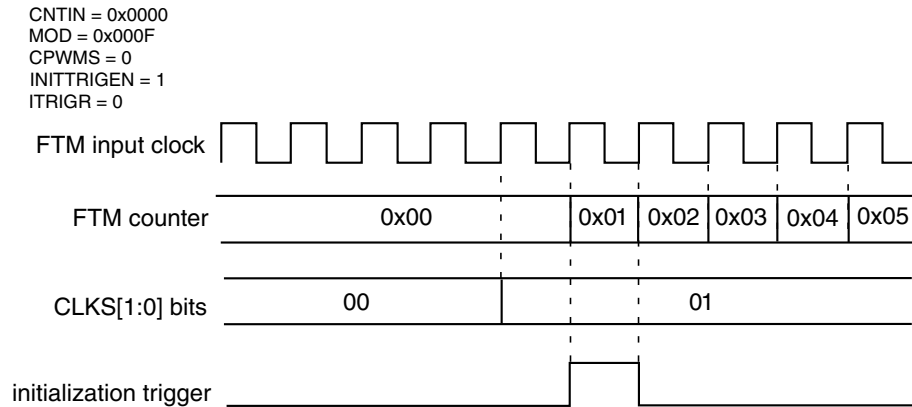 CNTIN = 0x0000
MOD = 0x000F
CPWMS = 0
INITTRIGEN = 1
ITRIGR = 0
FTM input clock
FTM counter 0x00 0x01 0x02 0x03 0x04 0x05
CLKS[1:0] bits 00 01
initialization trigger